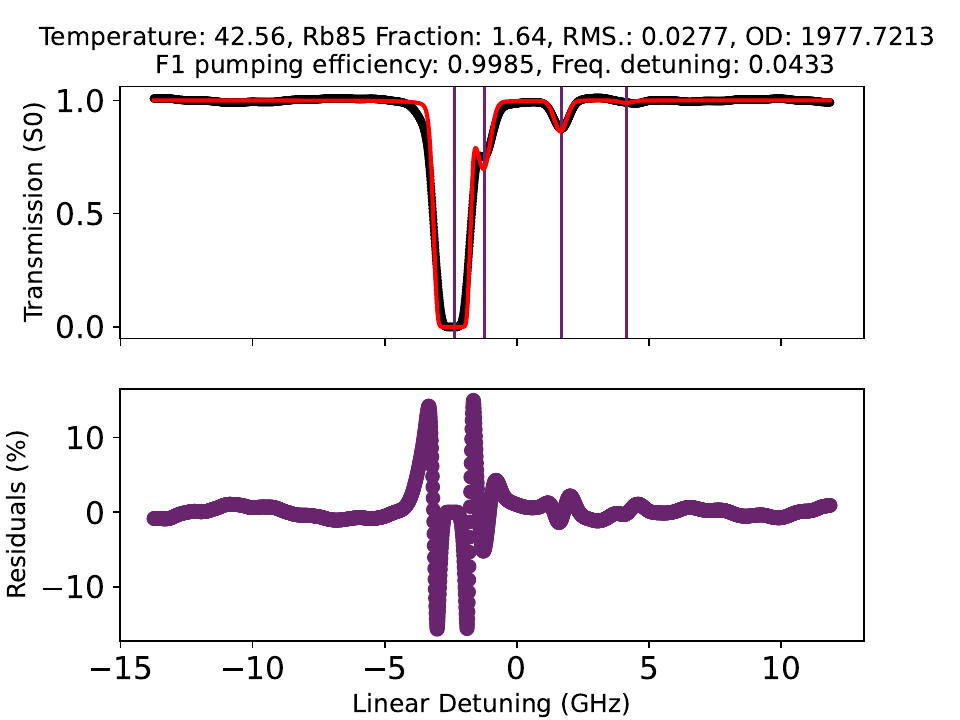 Temperature: 42.56, Rb85 Fraction: 1.64, RMS.: 0.0277, OD: 1977.7213
F1 pumping efficiency: 0.9985, Freq. detuning: 0.0433
Transmission (S0)
1.0
0.5
0.0
Residuals (%)
10
0
−10
−15
−10
−5
0
5
10
Linear Detuning (GHz)